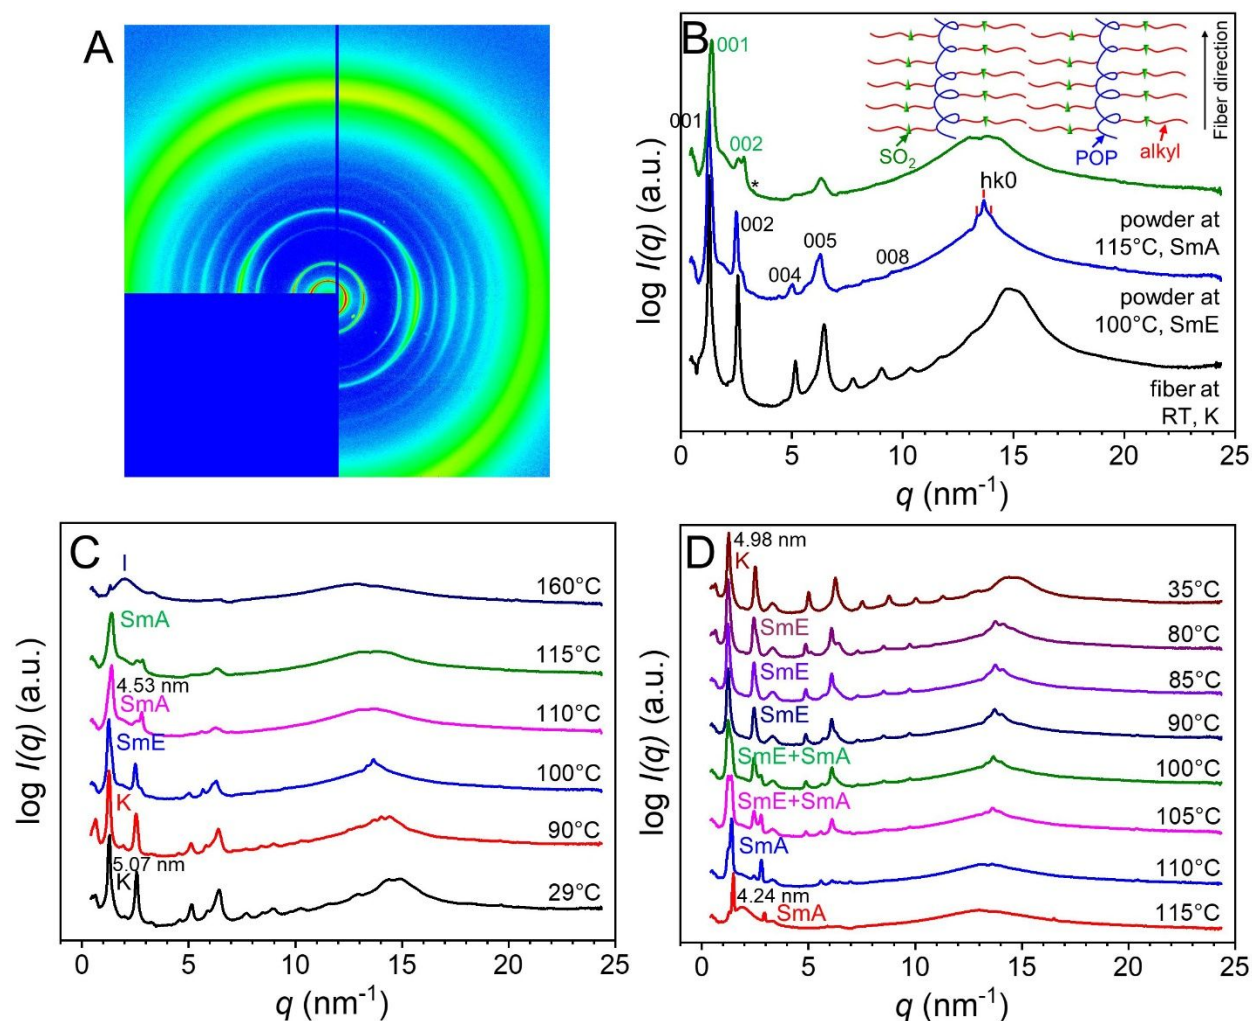 A
B
001
001
002
*
002
004
005
008
hk0
SO₂
POP
alkyl
Fiber direction
powder at
115°C, SmA
powder at
100°C, SmE
fiber at
RT, K
log I(q) (a.u.)
0 5 10 15 20 25
q (nm⁻¹)
C
I
160°C
SmA
115°C
4.53 nm
SmA
110°C
SmE
100°C
K
90°C
5.07 nm
K
29°C
log I(q) (a.u.)
0 5 10 15 20 25
q (nm⁻¹)
D
4.98 nm
K
35°C
SmE
80°C
SmE
85°C
SmE
90°C
SmE+SmA
100°C
SmE+SmA
105°C
SmA
110°C
4.24 nm
SmA
115°C
log I(q) (a.u.)
0 5 10 15 20 25
q (nm⁻¹)